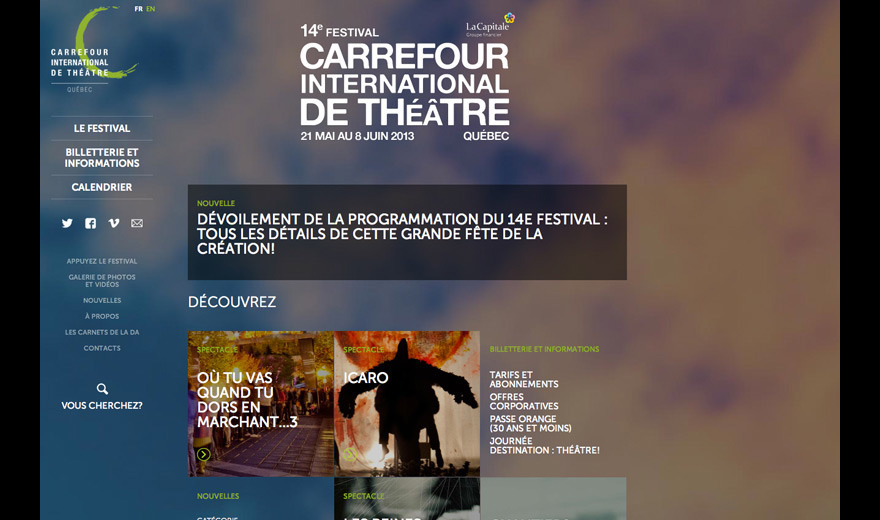 FR EN
CARREFOUR
INTERNATIONAL
DE THÉÂTRE
QUÉBEC
LE FESTIVAL
BILLETTERIE ET
INFORMATIONS
CALENDRIER
APPUYEZ LE FESTIVAL
GALERIE DE PHOTOS
ET VIDÉOS
NOUVELLES
À PROPOS
LES CARNETS DE LA DA
CONTACTS
VOUS CHERCHEZ?
14e FESTIVAL
LaCapitale
Groupe financier
CARREFOUR
INTERNATIONAL
DE THÉÂTRE
21 MAI AU 8 JUIN 2013 QUÉBEC
NOUVELLE
DÉVOILEMENT DE LA PROGRAMMATION DU 14E FESTIVAL :
TOUS LES DÉTAILS DE CETTE GRANDE FÊTE DE LA
CRÉATION!
DÉCOUVREZ
SPECTACLE
OÙ TU VAS
QUAND TU
DORS EN
MARCHANT...3
SPECTACLE
ICARO
BILLETTERIE ET INFORMATIONS
TARIFS ET
ABONNEMENTS
OFFRES
CORPORATIVES
PASSE ORANGE
(30 ANS ET MOINS)
JOURNÉE
DESTINATION : THÉÂTRE!
NOUVELLES
CATÉGORIE
SPECTACLE
LES REINES